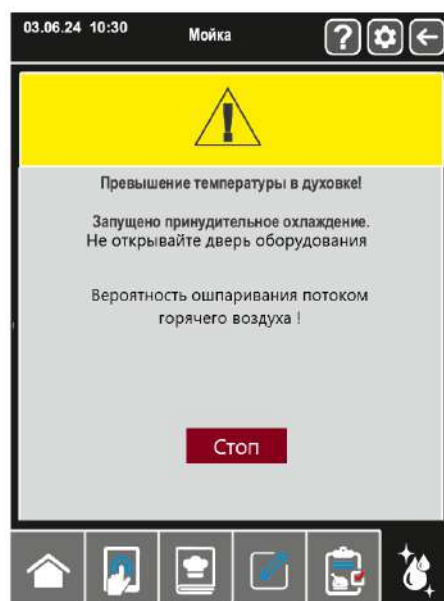 03.06.24 10:30 Мойка ?
Превышение температуры в духовке!
Запущено принудительное охлаждение.
Не открывайте дверь оборудования
Вероятность ошпаривания потоком
горячего воздуха !
Стоп